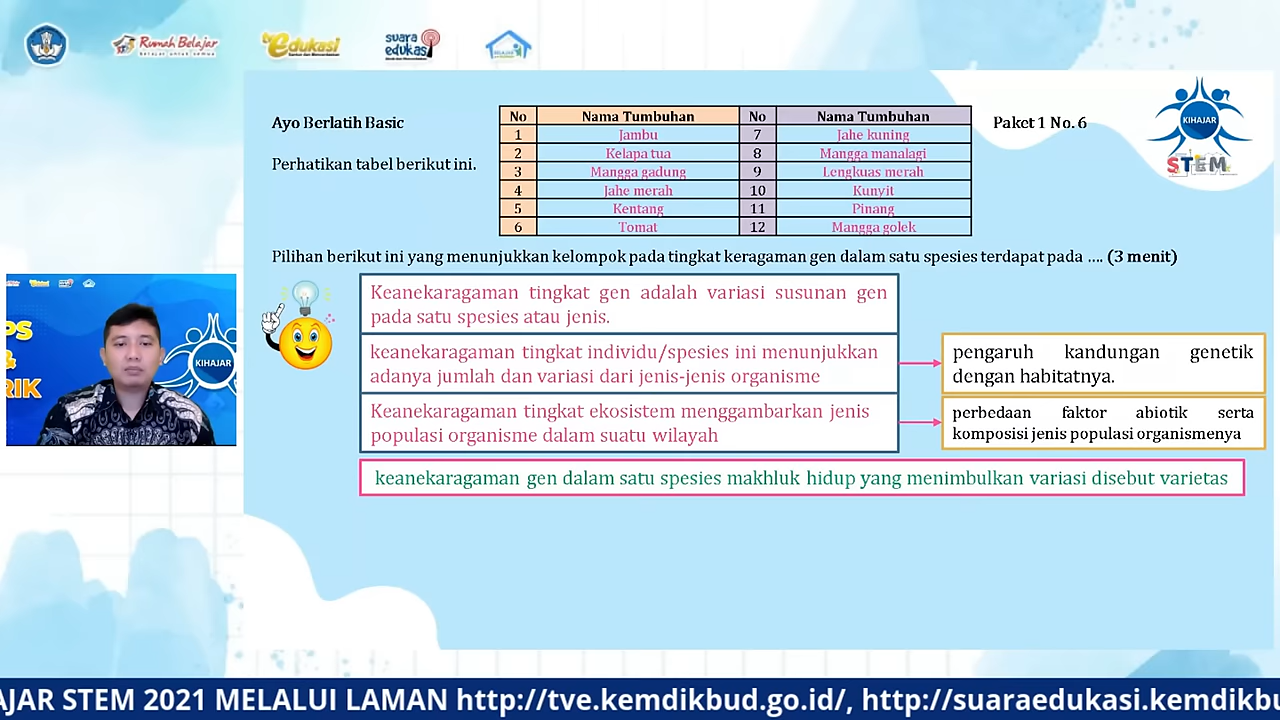 Rumah Belajar
Belajar untuk semua
eDukasi
suara
edukasi
Ayo Berlatih Basic
Perhatikan tabel berikut ini.
No Nama Tumbuhan No Nama Tumbuhan
1 Jambu 7 Jahe kuning
2 Kelapa tua 8 Mangga manalagi
3 Mangga gadung 9 Lengkuas merah
4 Jahe merah 10 Kunyit
5 Kentang 11 Pinang
6 Tomat 12 Mangga golek
Paket 1 No. 6
KIHAJAR
STEM
Pilihan berikut ini yang menunjukkan kelompok pada tingkat keragaman gen dalam satu spesies terdapat pada .... (3 menit)
Keanekaragaman tingkat gen adalah variasi susunan gen
pada satu spesies atau jenis.
keanekaragaman tingkat individu/spesies ini menunjukkan
adanya jumlah dan variasi dari jenis-jenis organisme
pengaruh kandungan genetik
dengan habitatnya.
Keanekaragaman tingkat ekosistem menggambarkan jenis
populasi organisme dalam suatu wilayah
perbedaan faktor abiotik serta
komposisi jenis populasi organismenya
keanekaragaman gen dalam satu spesies makhluk hidup yang menimbulkan variasi disebut varietas
PS
&
RIK
KIHAJAR
AJAR STEM 2021 MELALUI LAMAN http://tve.kemdikbud.go.id/, http://suaraedukasi.kemdikbu